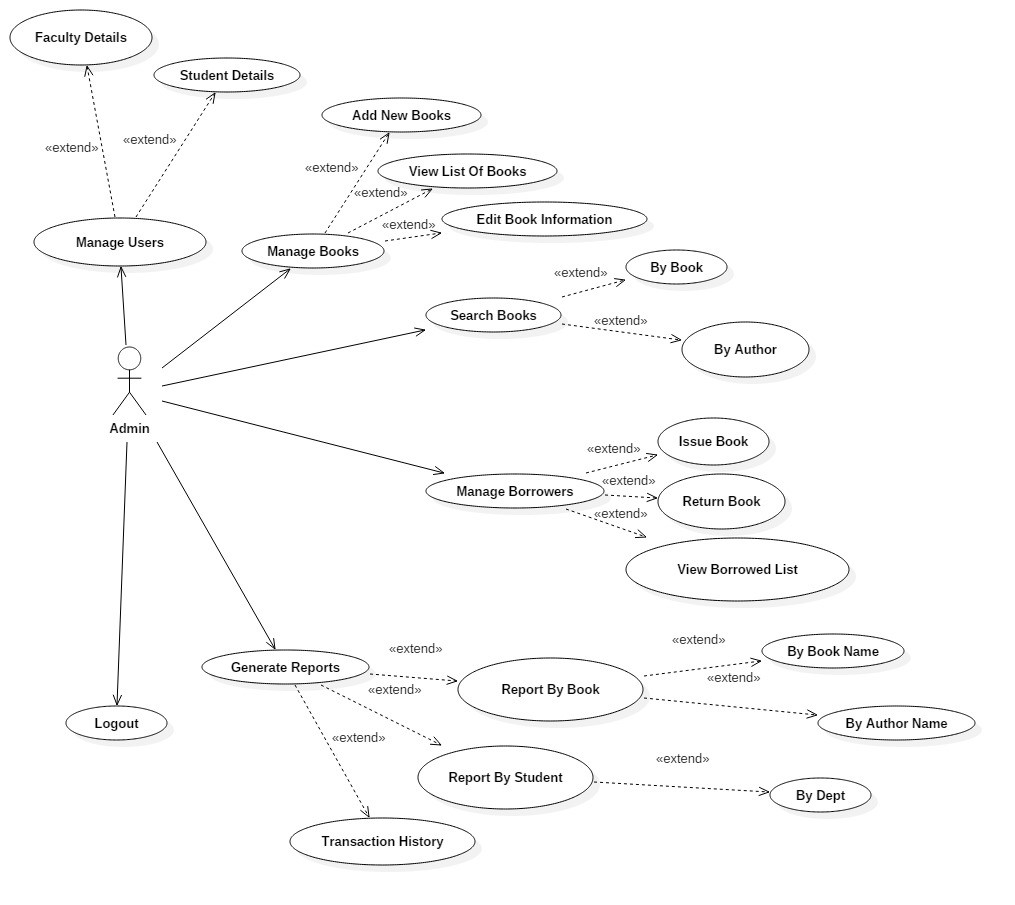 Faculty Details
Student Details
Add New Books
«extend»
«extend»
«extend»
View List Of Books
«extend»
Edit Book Information
«extend»
Manage Users
Manage Books
By Book
«extend»
Search Books
«extend»
By Author
Admin
Issue Book
«extend»
«extend»
Manage Borrowers
Return Book
«extend»
View Borrowed List
«extend»
«extend»
By Book Name
Generate Reports
«extend»
«extend»
Report By Book
Logout
By Author Name
«extend»
«extend»
Report By Student
By Dept
Transaction History